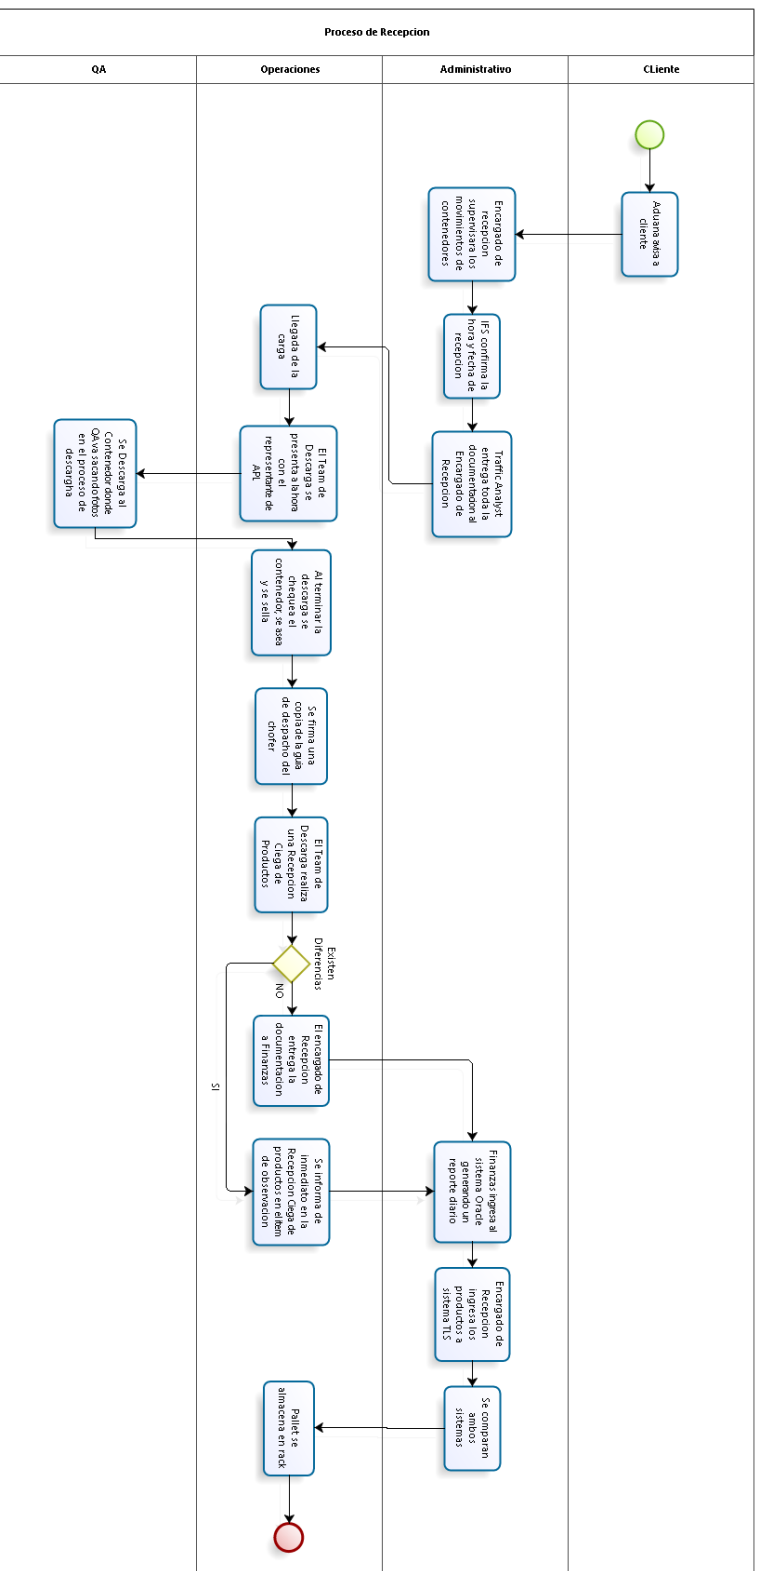 Proceso de Recepcion
QA
Operaciones
Administrativo
CLiente
Aduana avisa a
cliente
Encargado de
recepcion
supervisara los
movimientos de
contenedores
IFS confirma la
hora y fecha de
recepcion
Traffic Analyst
entrega toda la
documentacion al
Encargado de
Recepcion
Llegada de la
carga
El Team de
Descarga se
presenta a la hora
con el
representante de
APL
Se Descarga al
Contenedor donde
QA va sacando fotos
en el proceso de
descargha
Al terminar la
descarga se
chequea el
contenedor, se asea
y se sella
Se firma una
copia de la guia
de despacho del
chofer
El Team de
Descarga realiza
una Recepcion
Ciega de
Productos
Existen
Diferencias
NO
SI
El encargado de
Recepcion
entrega la
documentacion
a Finanzas
Se informa de
inmediato en la
Recepcion Ciega de
productos en el item
de observacion
Finanzas ingresa al
sistema Oracle
generando un
reporte diario
Encargado de
Recepcion
ingresa los
productos a
sistema TLS
Se comparan
ambos
sistemas
Pallet se
almacena en rack